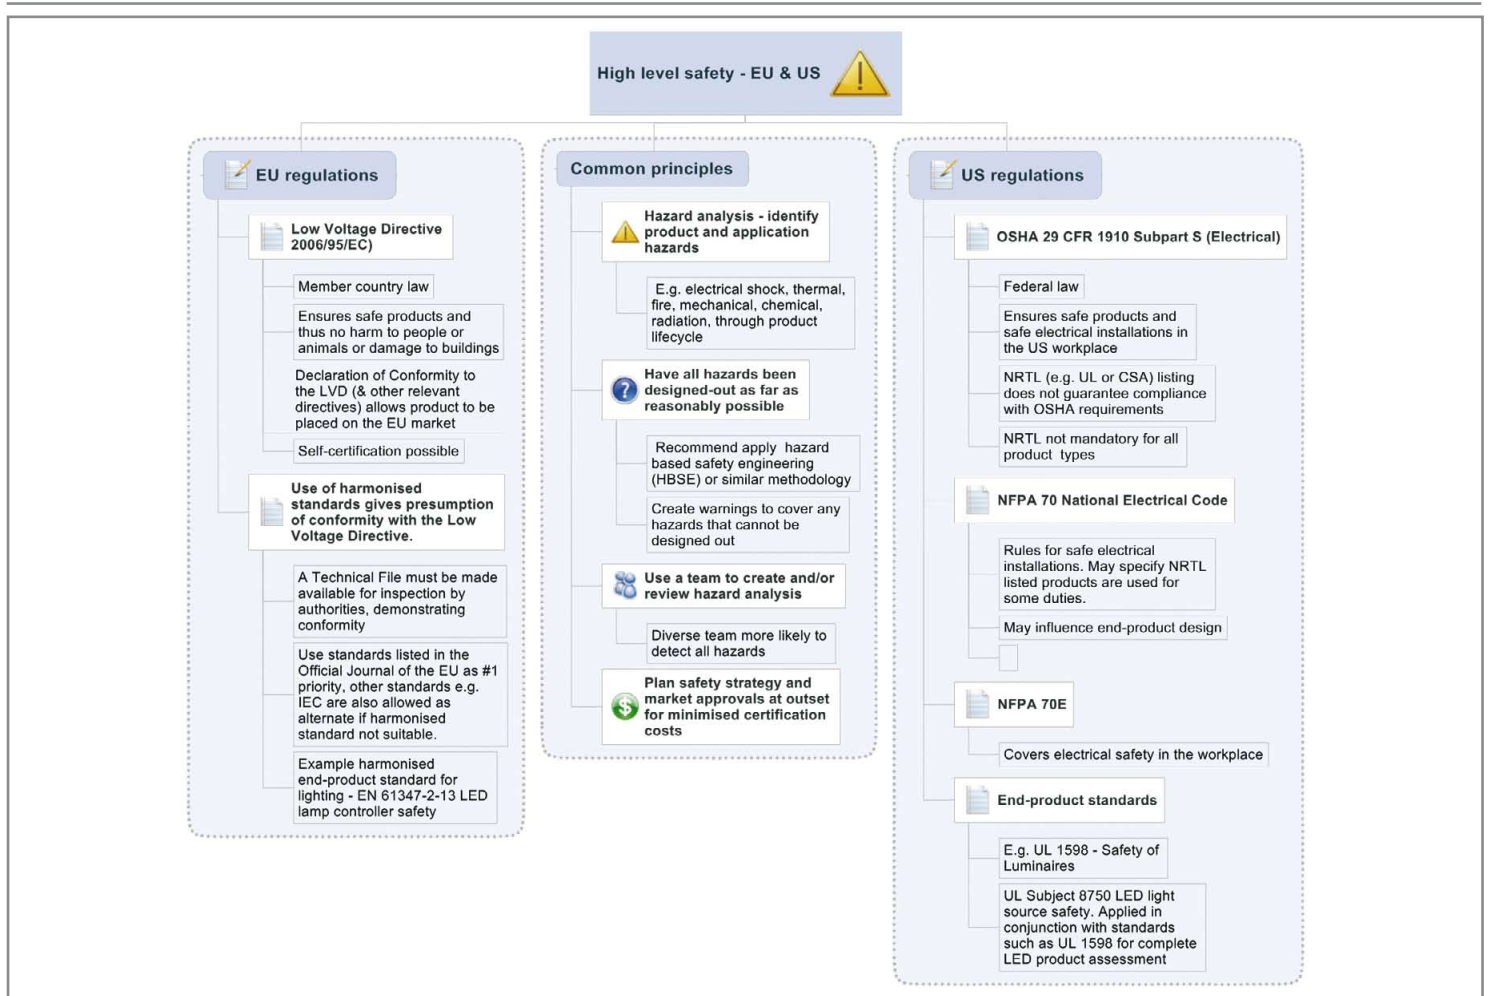 High level safety - EU & US
EU regulations
Low Voltage Directive
2006/95/EC)
Member country law
Ensures safe products and
thus no harm to people or
animals or damage to buildings
Declaration of Conformity to
the LVD (& other relevant
directives) allows product to be
placed on the EU market
Self-certification possible
Use of harmonised
standards gives presumption
of conformity with the Low
Voltage Directive.
A Technical File must be made
available for inspection by
authorities, demonstrating
conformity
Use standards listed in the
Official Journal of the EU as #1
priority, other standards e.g.
IEC are also allowed as
alternate if harmonised
standard not suitable.
Example harmonised
end-product standard for
lighting - EN 61347-2-13 LED
lamp controller safety
Common principles
Hazard analysis - identify
product and application
hazards
E.g. electrical shock, thermal,
fire, mechanical, chemical,
radiation, through product
lifecycle
Have all hazards been
designed-out as far as
reasonably possible
Recommend apply hazard
based safety engineering
(HBSE) or similar methodology
Create warnings to cover any
hazards that cannot be
designed out
Use a team to create and/or
review hazard analysis
Diverse team more likely to
detect all hazards
Plan safety strategy and
market approvals at outset
for minimised certification
costs
US regulations
OSHA 29 CFR 1910 Subpart S (Electrical)
Federal law
Ensures safe products and
safe electrical installations in
the US workplace
NRTL (e.g. UL or CSA) listing
does not guarantee compliance
with OSHA requirements
NRTL not mandatory for all
product types
NFPA 70 National Electrical Code
Rules for safe electrical
installations. May specify NRTL
listed products are used for
some duties.
May influence end-product design
NFPA 70E
Covers electrical safety in the workplace
End-product standards
E.g. UL 1598 - Safety of
Luminaires
UL Subject 8750 LED light
source safety. Applied in
conjunction with standards
such as UL 1598 for complete
LED product assessment